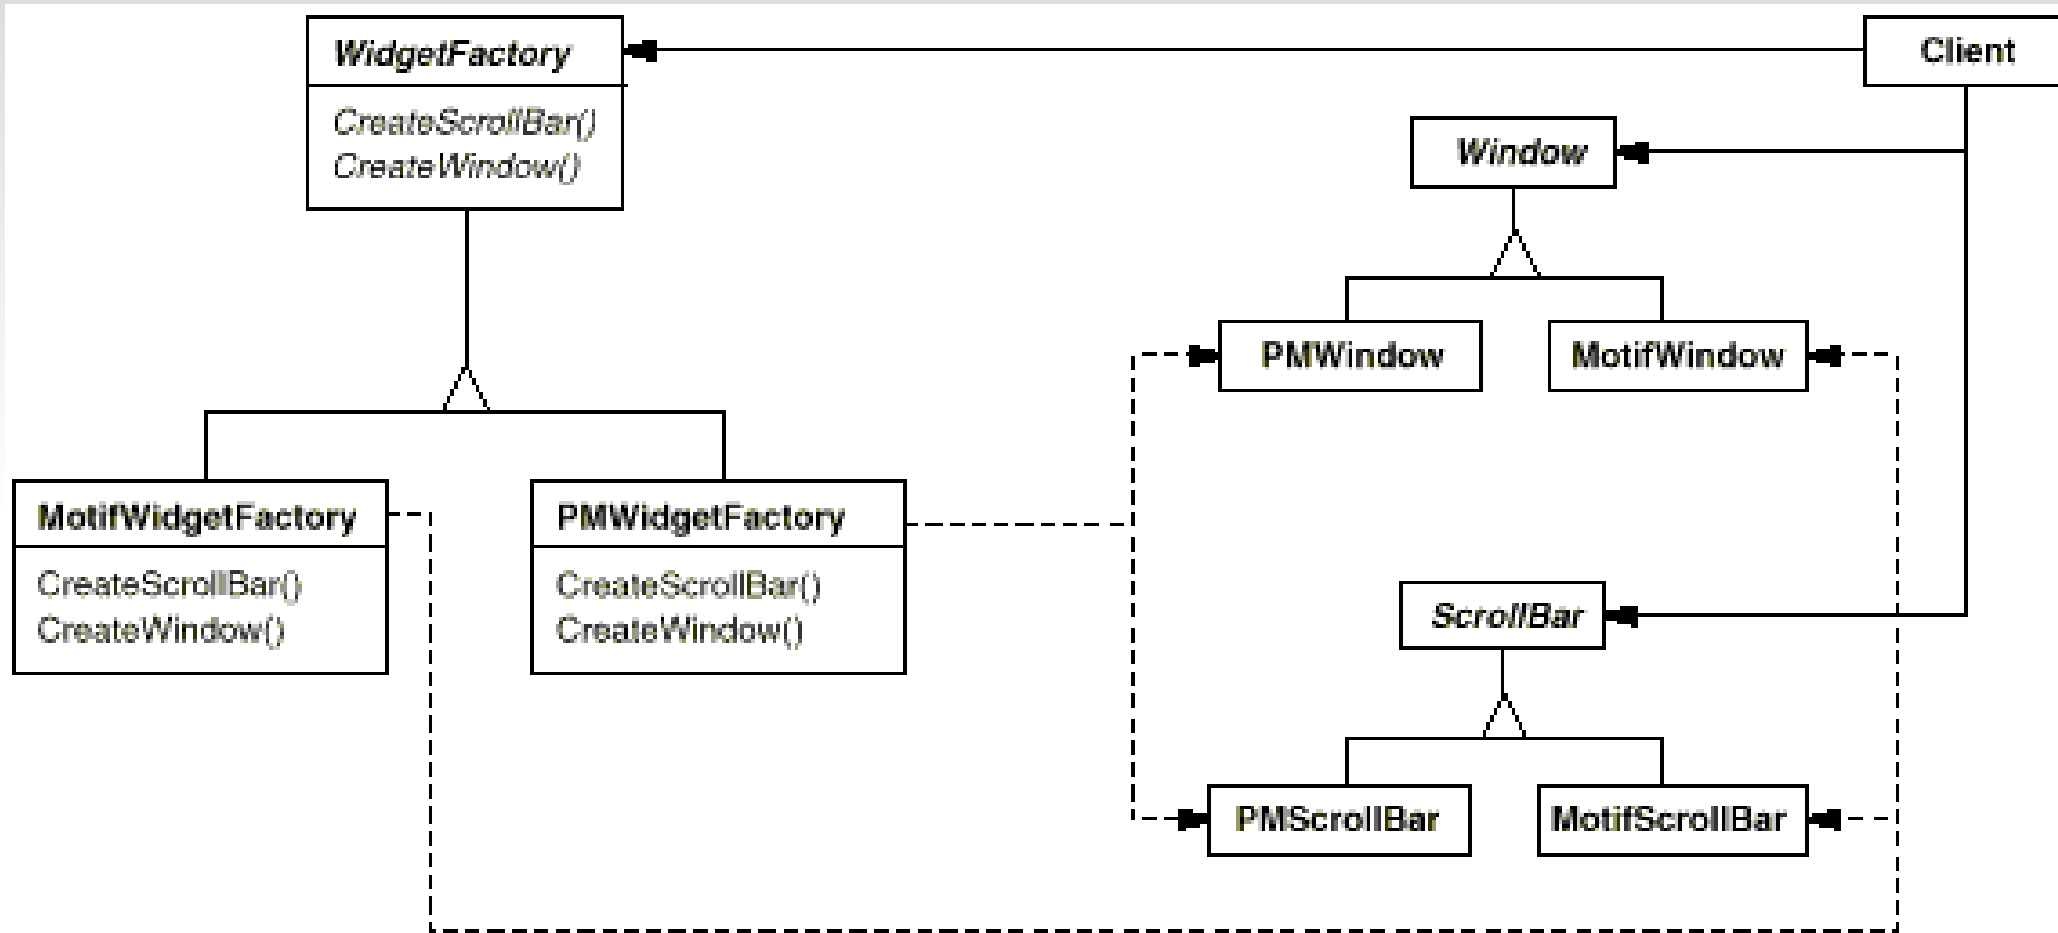 WidgetFactory
CreateScrollBar()
CreateWindow()
Client
Window
PMWindow
MotifWindow
MotifWidgetFactory
CreateScrollBar()
CreateWindow()
PMWidgetFactory
CreateScrollBar()
CreateWindow()
ScrollBar
PMScrollBar
MotifScrollBar